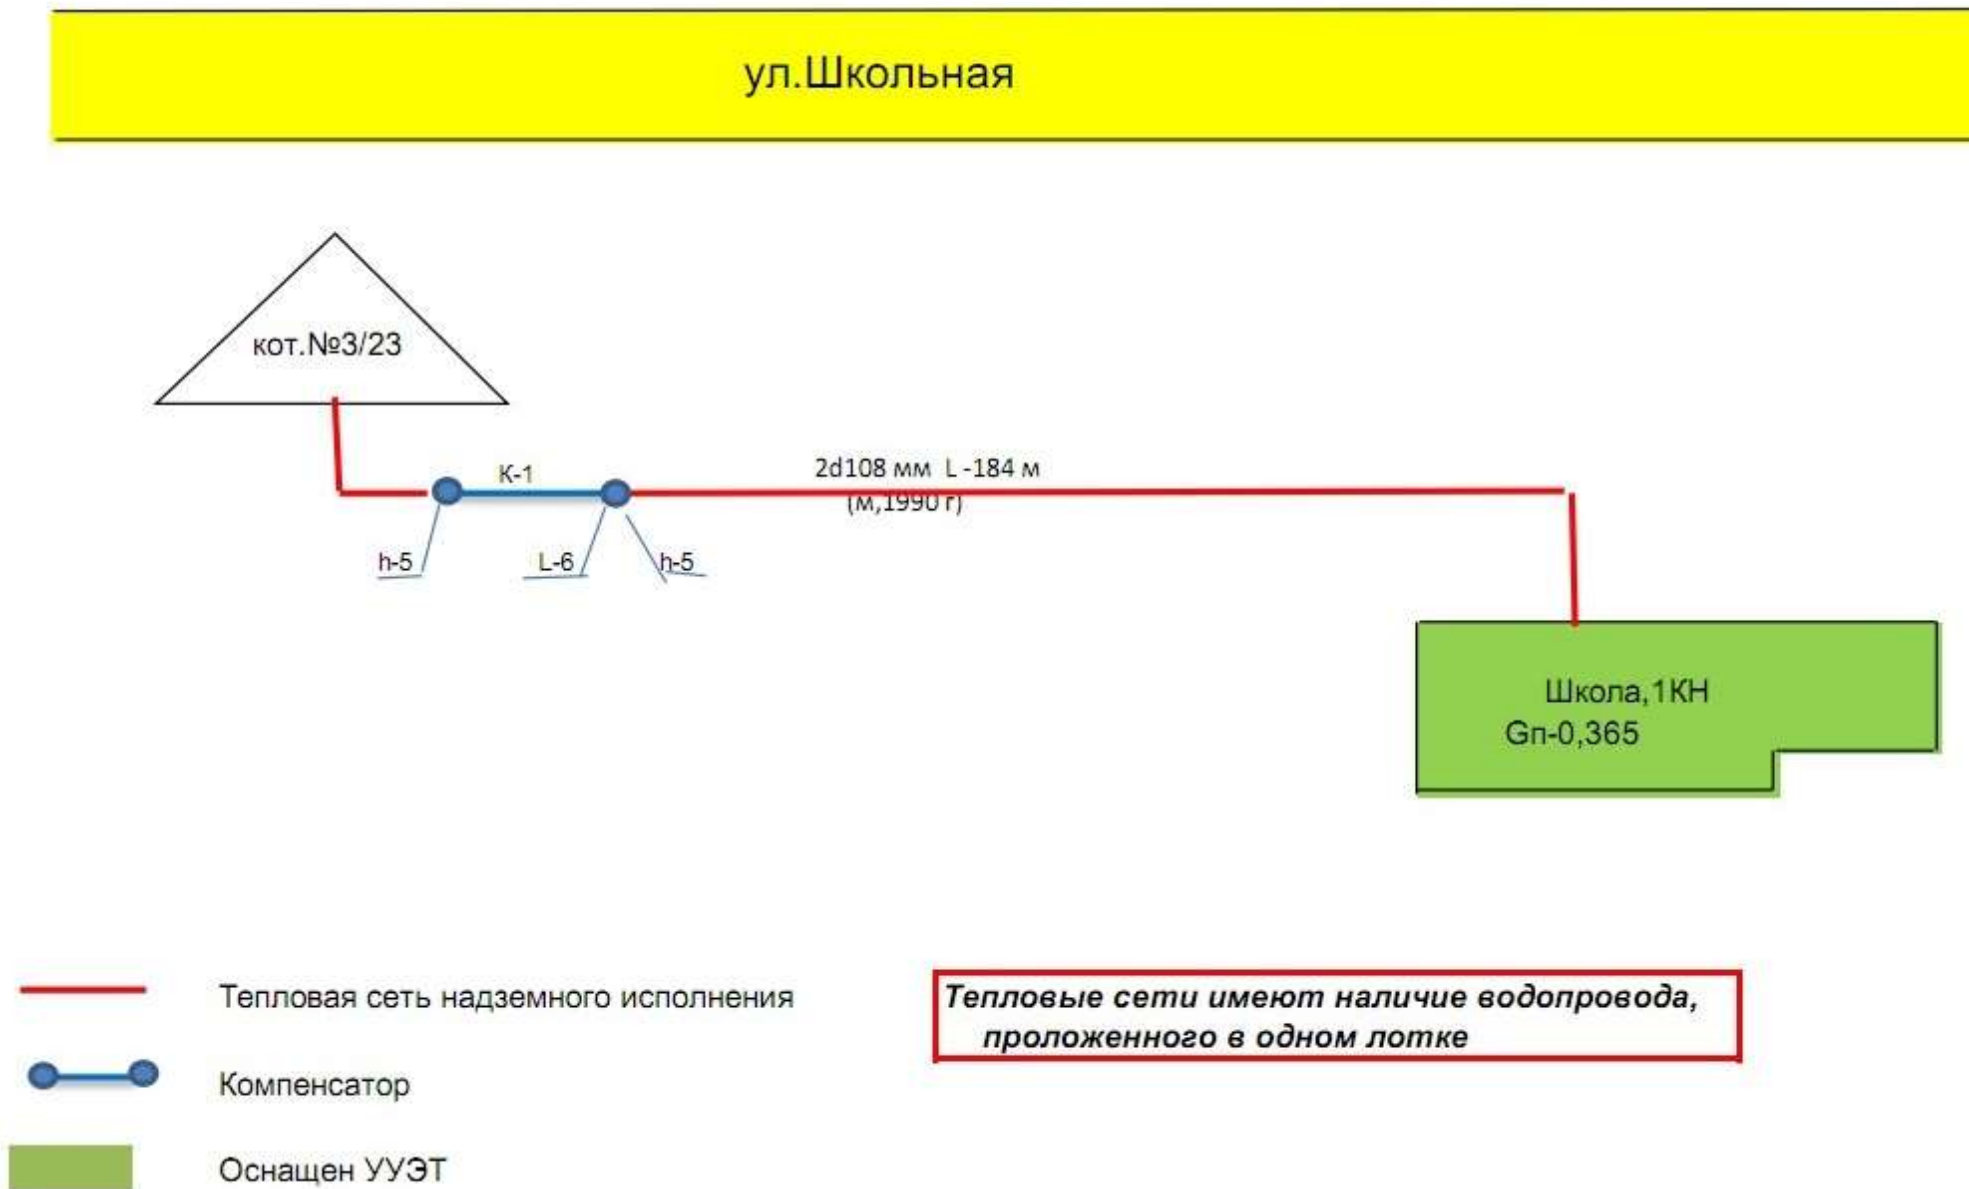 ул.Школьная
кот.№3/23
К-1
2d108 мм L -184 м
(м,1990 г)
h-5
L-6
h-5
Школа,1КН
Gп-0,365
Тепловая сеть надземного исполнения
Тепловые сети имеют наличие водопровода,
проложенного в одном лотке
Компенсатор
Оснащен УУЭТ